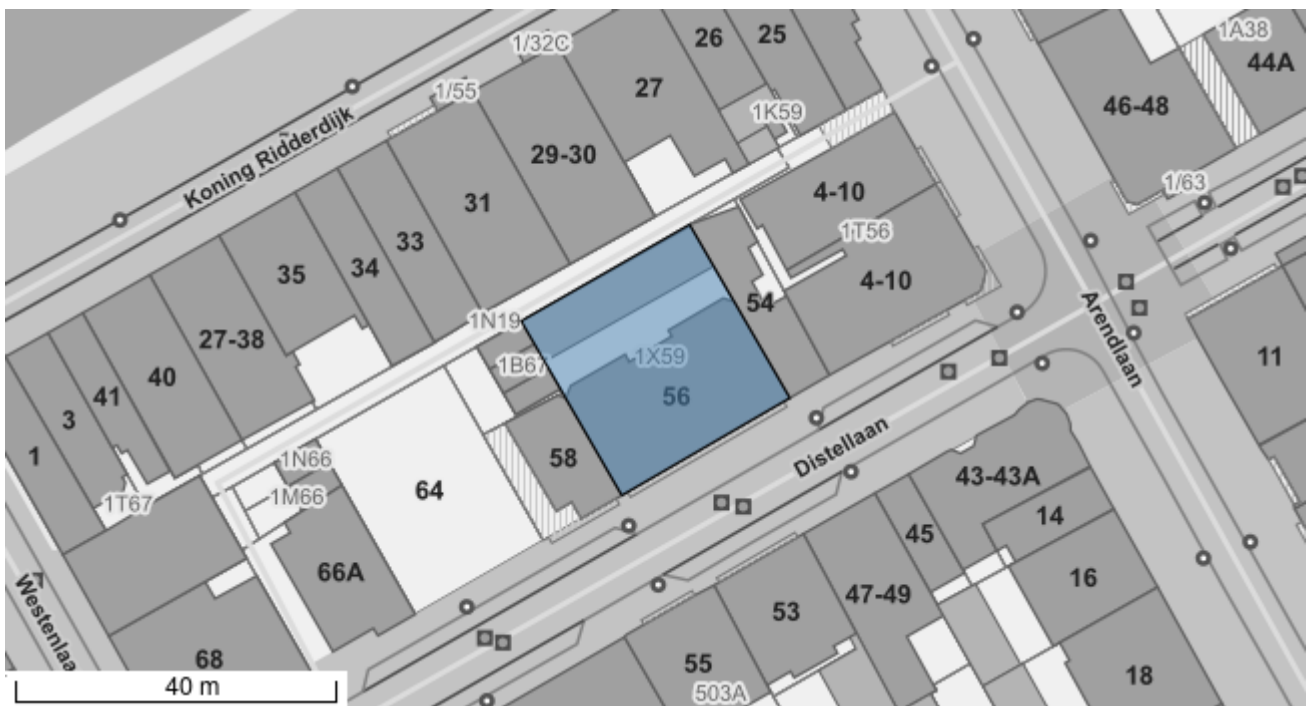 1/32C
26
25
1A38
44A
27
1/55
46-48
1K59
Koning Ridderdijk
29-30
4-10
1/63
31
33
34
35
1T56
4-10
Arendlaan
54
1N19
27-38
40
41
3
1
1B67
1X59
56
11
Distellaan
58
1N66
1M66
64
1T67
43-43A
14
45
16
66A
47-49
53
Westenlaa
68
55
18
503A
40 m